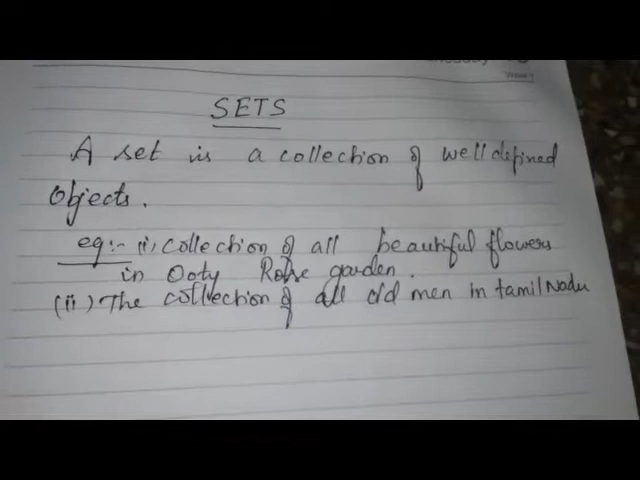 SETS
A set is a collection of well defined
Objects.
eg:- (i) Collection of all beautiful flowers
in Ooty Rose garden.
(ii) The collection of all old men in tamilNadu